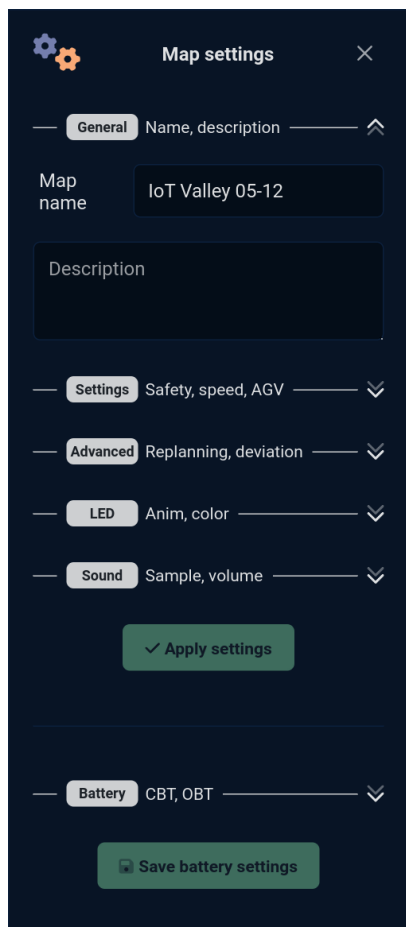 Map settings
General Name, description
Map
name
IoT Valley 05-12
Description
Settings Safety, speed, AGV
Advanced Replanning, deviation
LED Anim, color
Sound Sample, volume
Apply settings
Battery CBT, OBT
Save battery settings